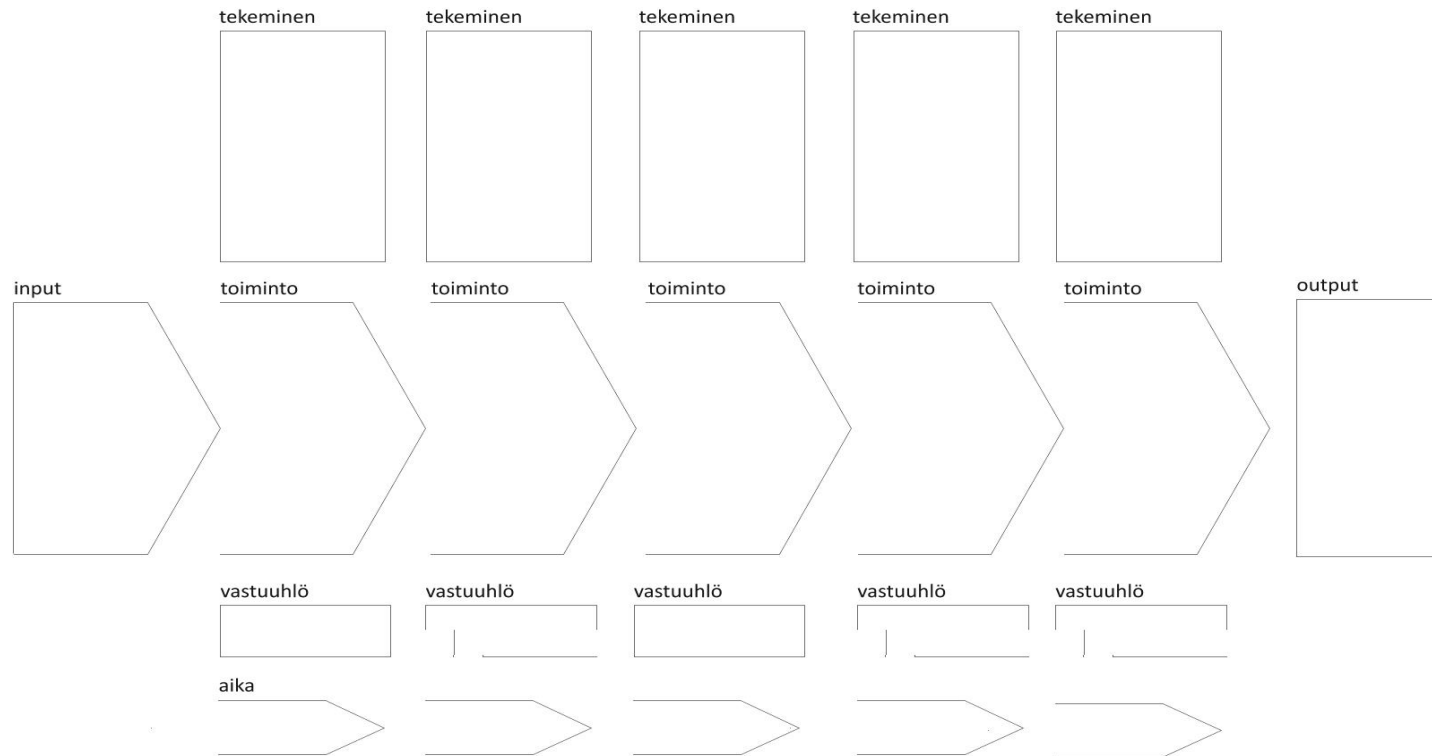 tekeminen tekeminen tekeminen tekeminen tekeminen
input toiminto toiminto toiminto toiminto toiminto output
vastuuhlö vastuuhlö vastuuhlö vastuuhlö vastuuhlö
aika